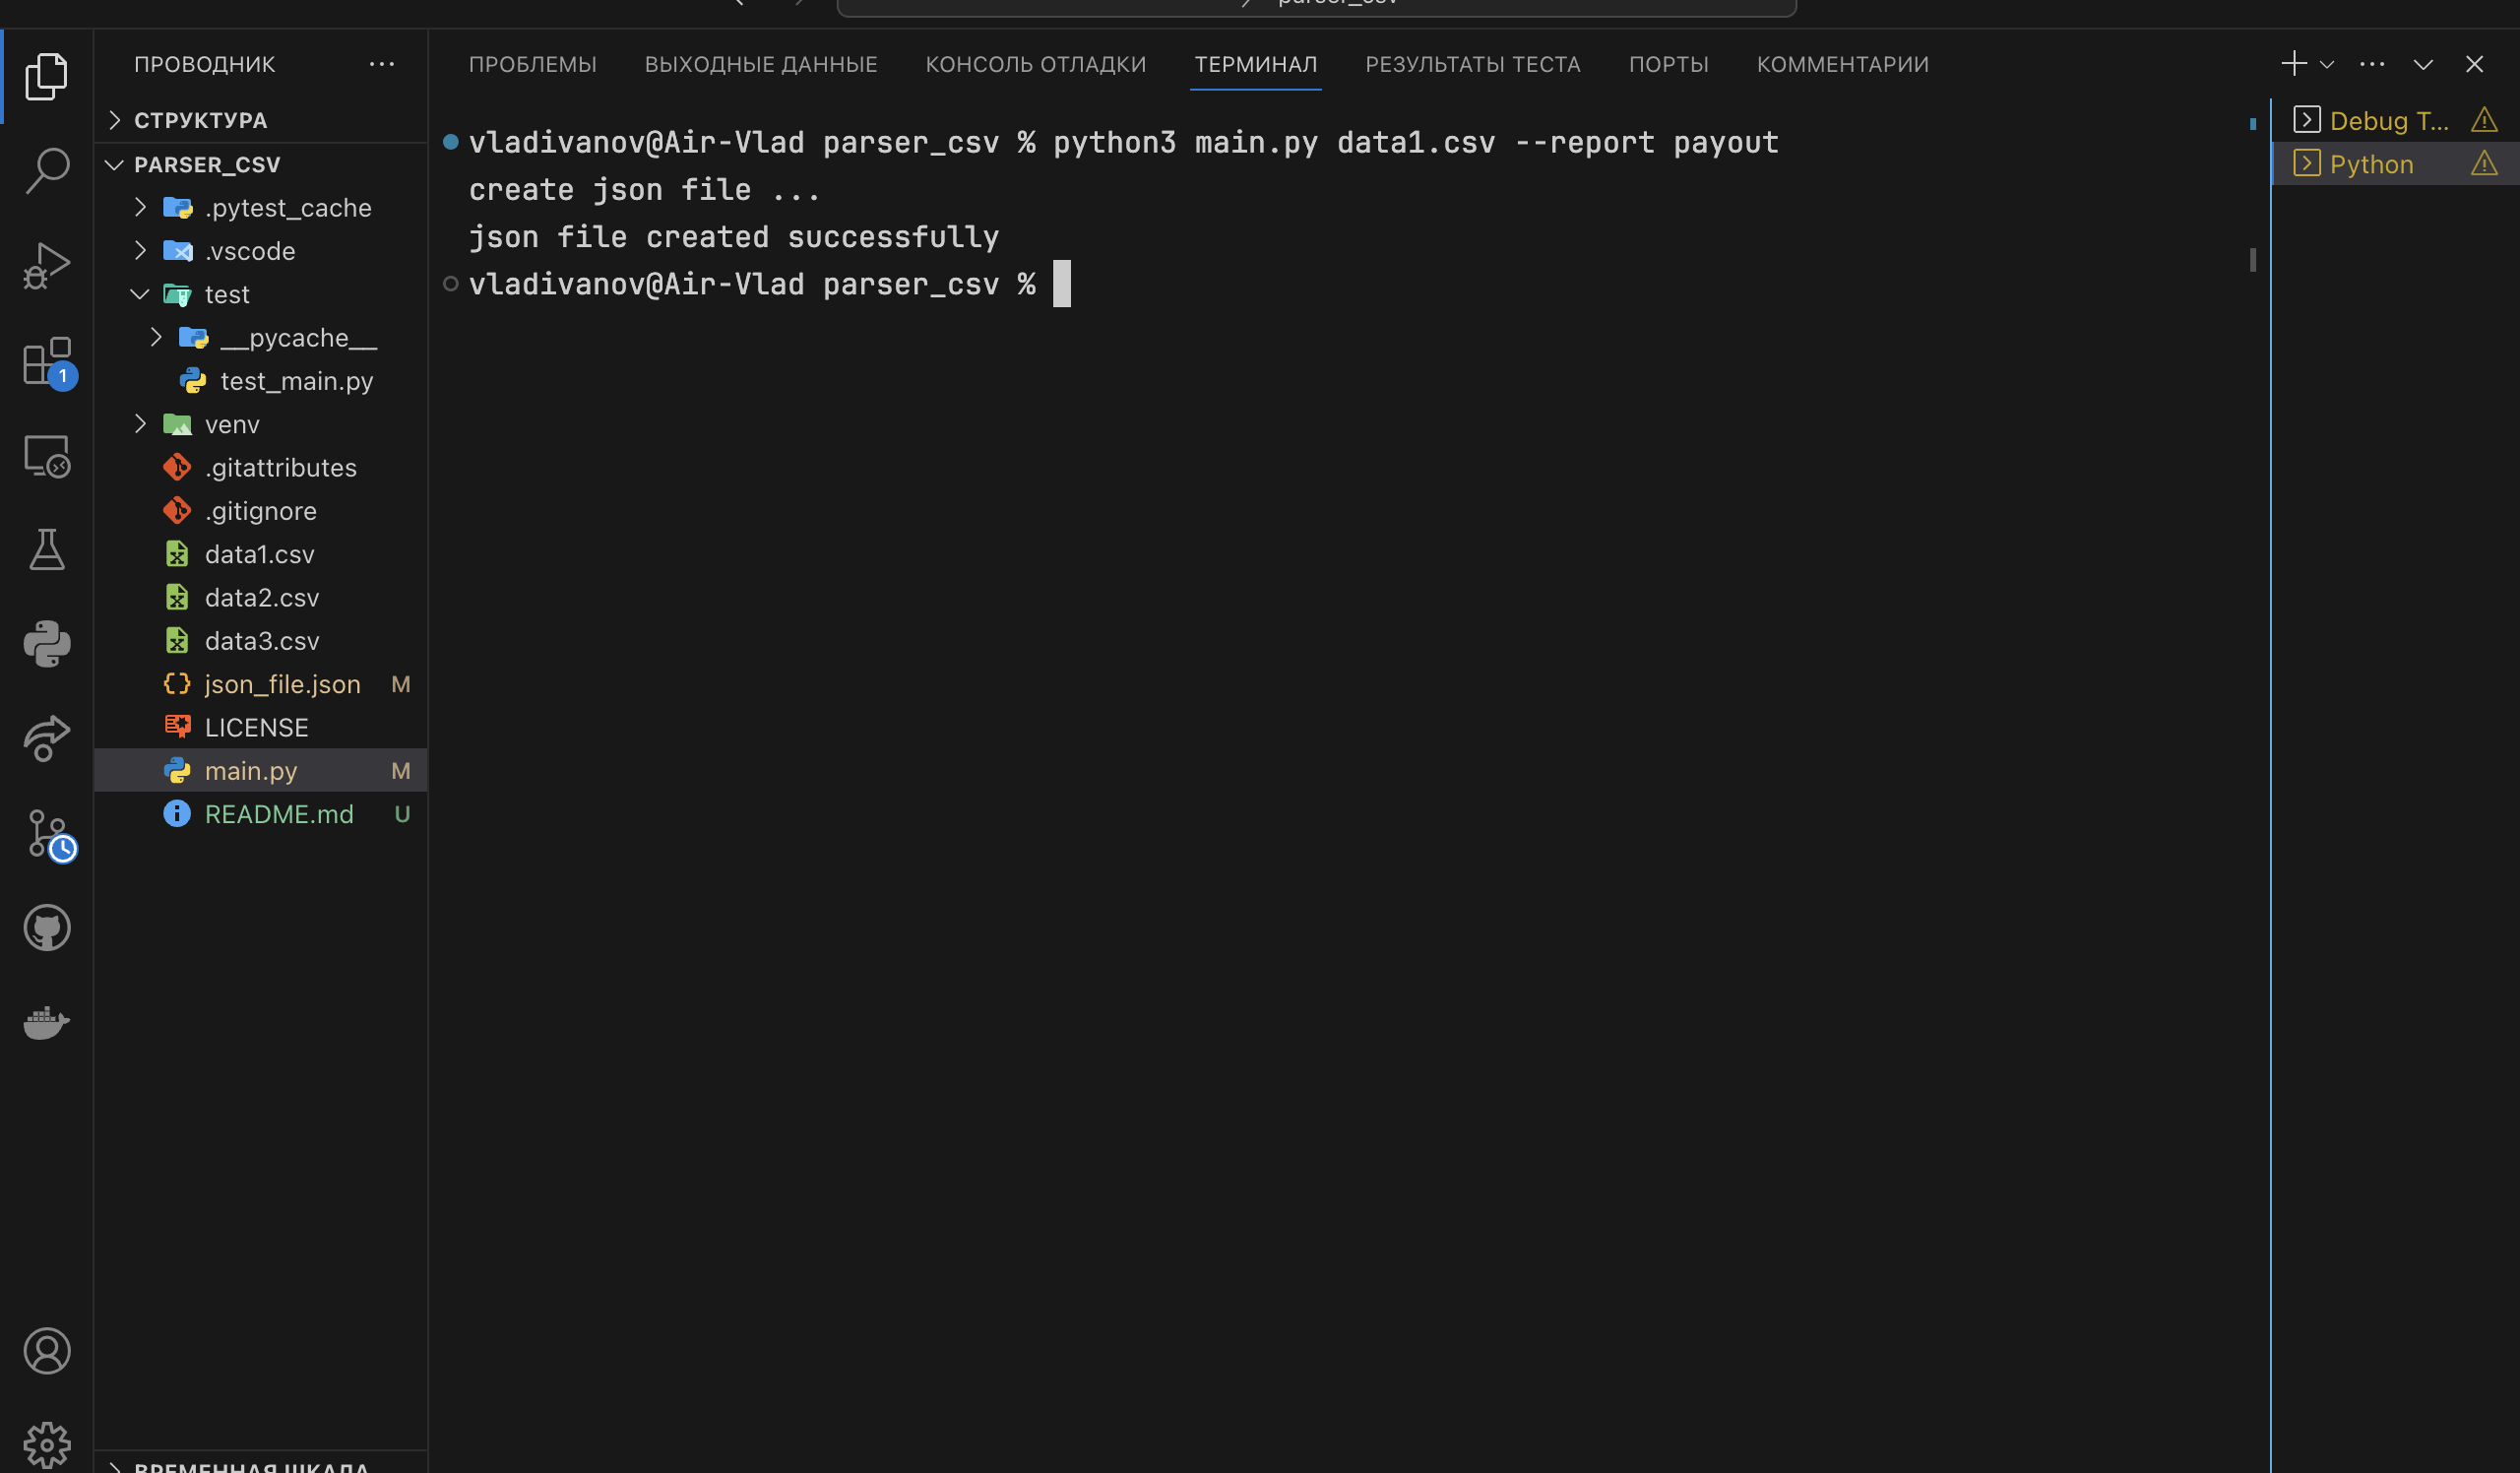 parser_csv
ПРОВОДНИК
СТРУКТУРА
PARSER_CSV
.pytest_cache
.vscode
test
__pycache__
test_main.py
venv
.gitattributes
.gitignore
data1.csv
data2.csv
data3.csv
json_file.json M
LICENSE
main.py M
README.md U
ВРЕМЕННАЯ ШКАЛА
1
ПРОБЛЕМЫ ВЫХОДНЫЕ ДАННЫЕ КОНСОЛЬ ОТЛАДКИ ТЕРМИНАЛ РЕЗУЛЬТАТЫ ТЕСТА ПОРТЫ КОММЕНТАРИИ
vladivanov@Air-Vlad parser_csv % python3 main.py data1.csv --report payout
create json file ...
json file created successfully
vladivanov@Air-Vlad parser_csv %
Debug T...
Python